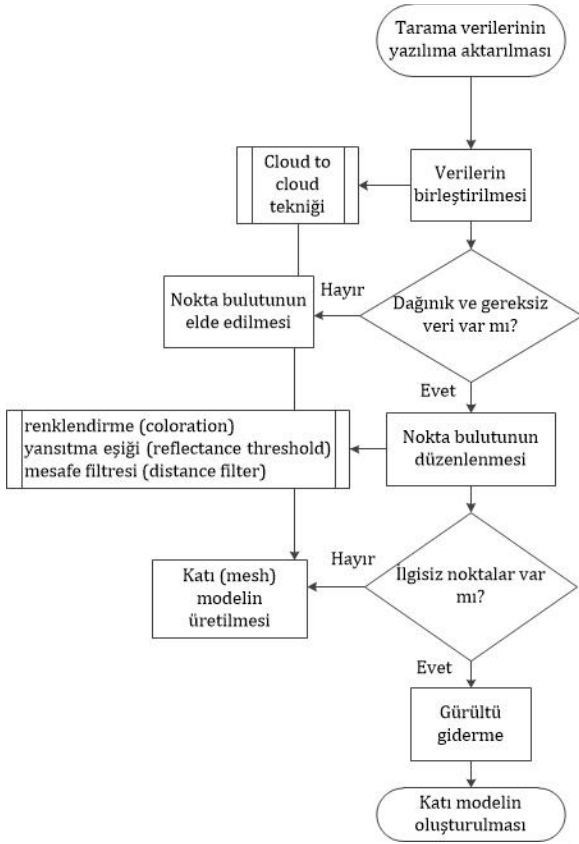 Tarama verilerinin
yazılıma aktarılması
Cloud to
cloud
tekniği
Verilerin
birleştirilmesi
Hayır
Nokta bulutunun
elde edilmesi
Dağınık ve gereksiz
veri var mı?
Evet
renklendirme (coloration)
yansıtma eşiği (reflectance threshold)
mesafe filtresi (distance filter)
Nokta bulutunun
düzenlenmesi
Hayır
Katı (mesh)
modelin
üretilmesi
İlgisiz noktalar var
mı?
Evet
Gürültü
giderme
Katı modelin
oluşturulması